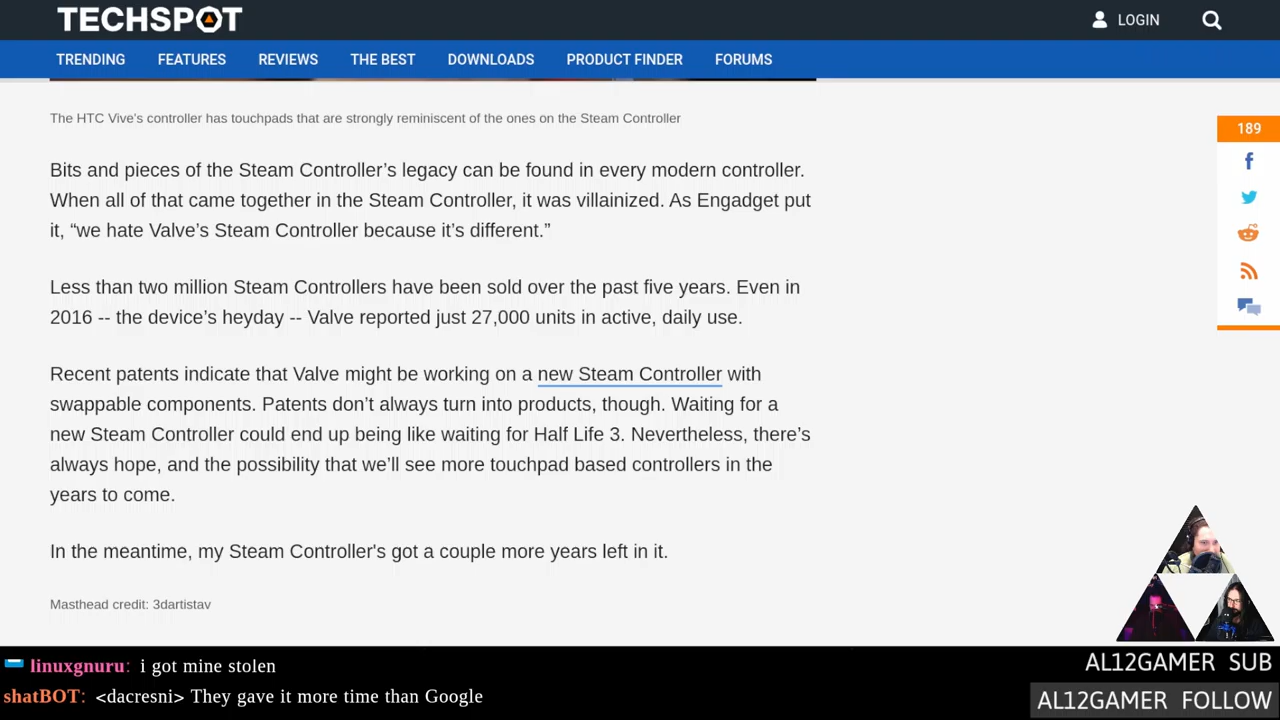 TECHSPOT
LOGIN
TRENDING FEATURES REVIEWS THE BEST DOWNLOADS PRODUCT FINDER FORUMS
The HTC Vive's controller has touchpads that are strongly reminiscent of the ones on the Steam Controller
189
Bits and pieces of the Steam Controller’s legacy can be found in every modern controller.
When all of that came together in the Steam Controller, it was villainized. As Engadget put
it, “we hate Valve’s Steam Controller because it’s different.”
Less than two million Steam Controllers have been sold over the past five years. Even in
2016 -- the device’s heyday -- Valve reported just 27,000 units in active, daily use.
Recent patents indicate that Valve might be working on a new Steam Controller with
swappable components. Patents don’t always turn into products, though. Waiting for a
new Steam Controller could end up being like waiting for Half Life 3. Nevertheless, there’s
always hope, and the possibility that we’ll see more touchpad based controllers in the
years to come.
In the meantime, my Steam Controller's got a couple more years left in it.
Masthead credit: 3dartistav
linuxgnuru: i got mine stolen
shatBOT: <dacresni> They gave it more time than Google
AL12GAMER SUB
AL12GAMER FOLLOW